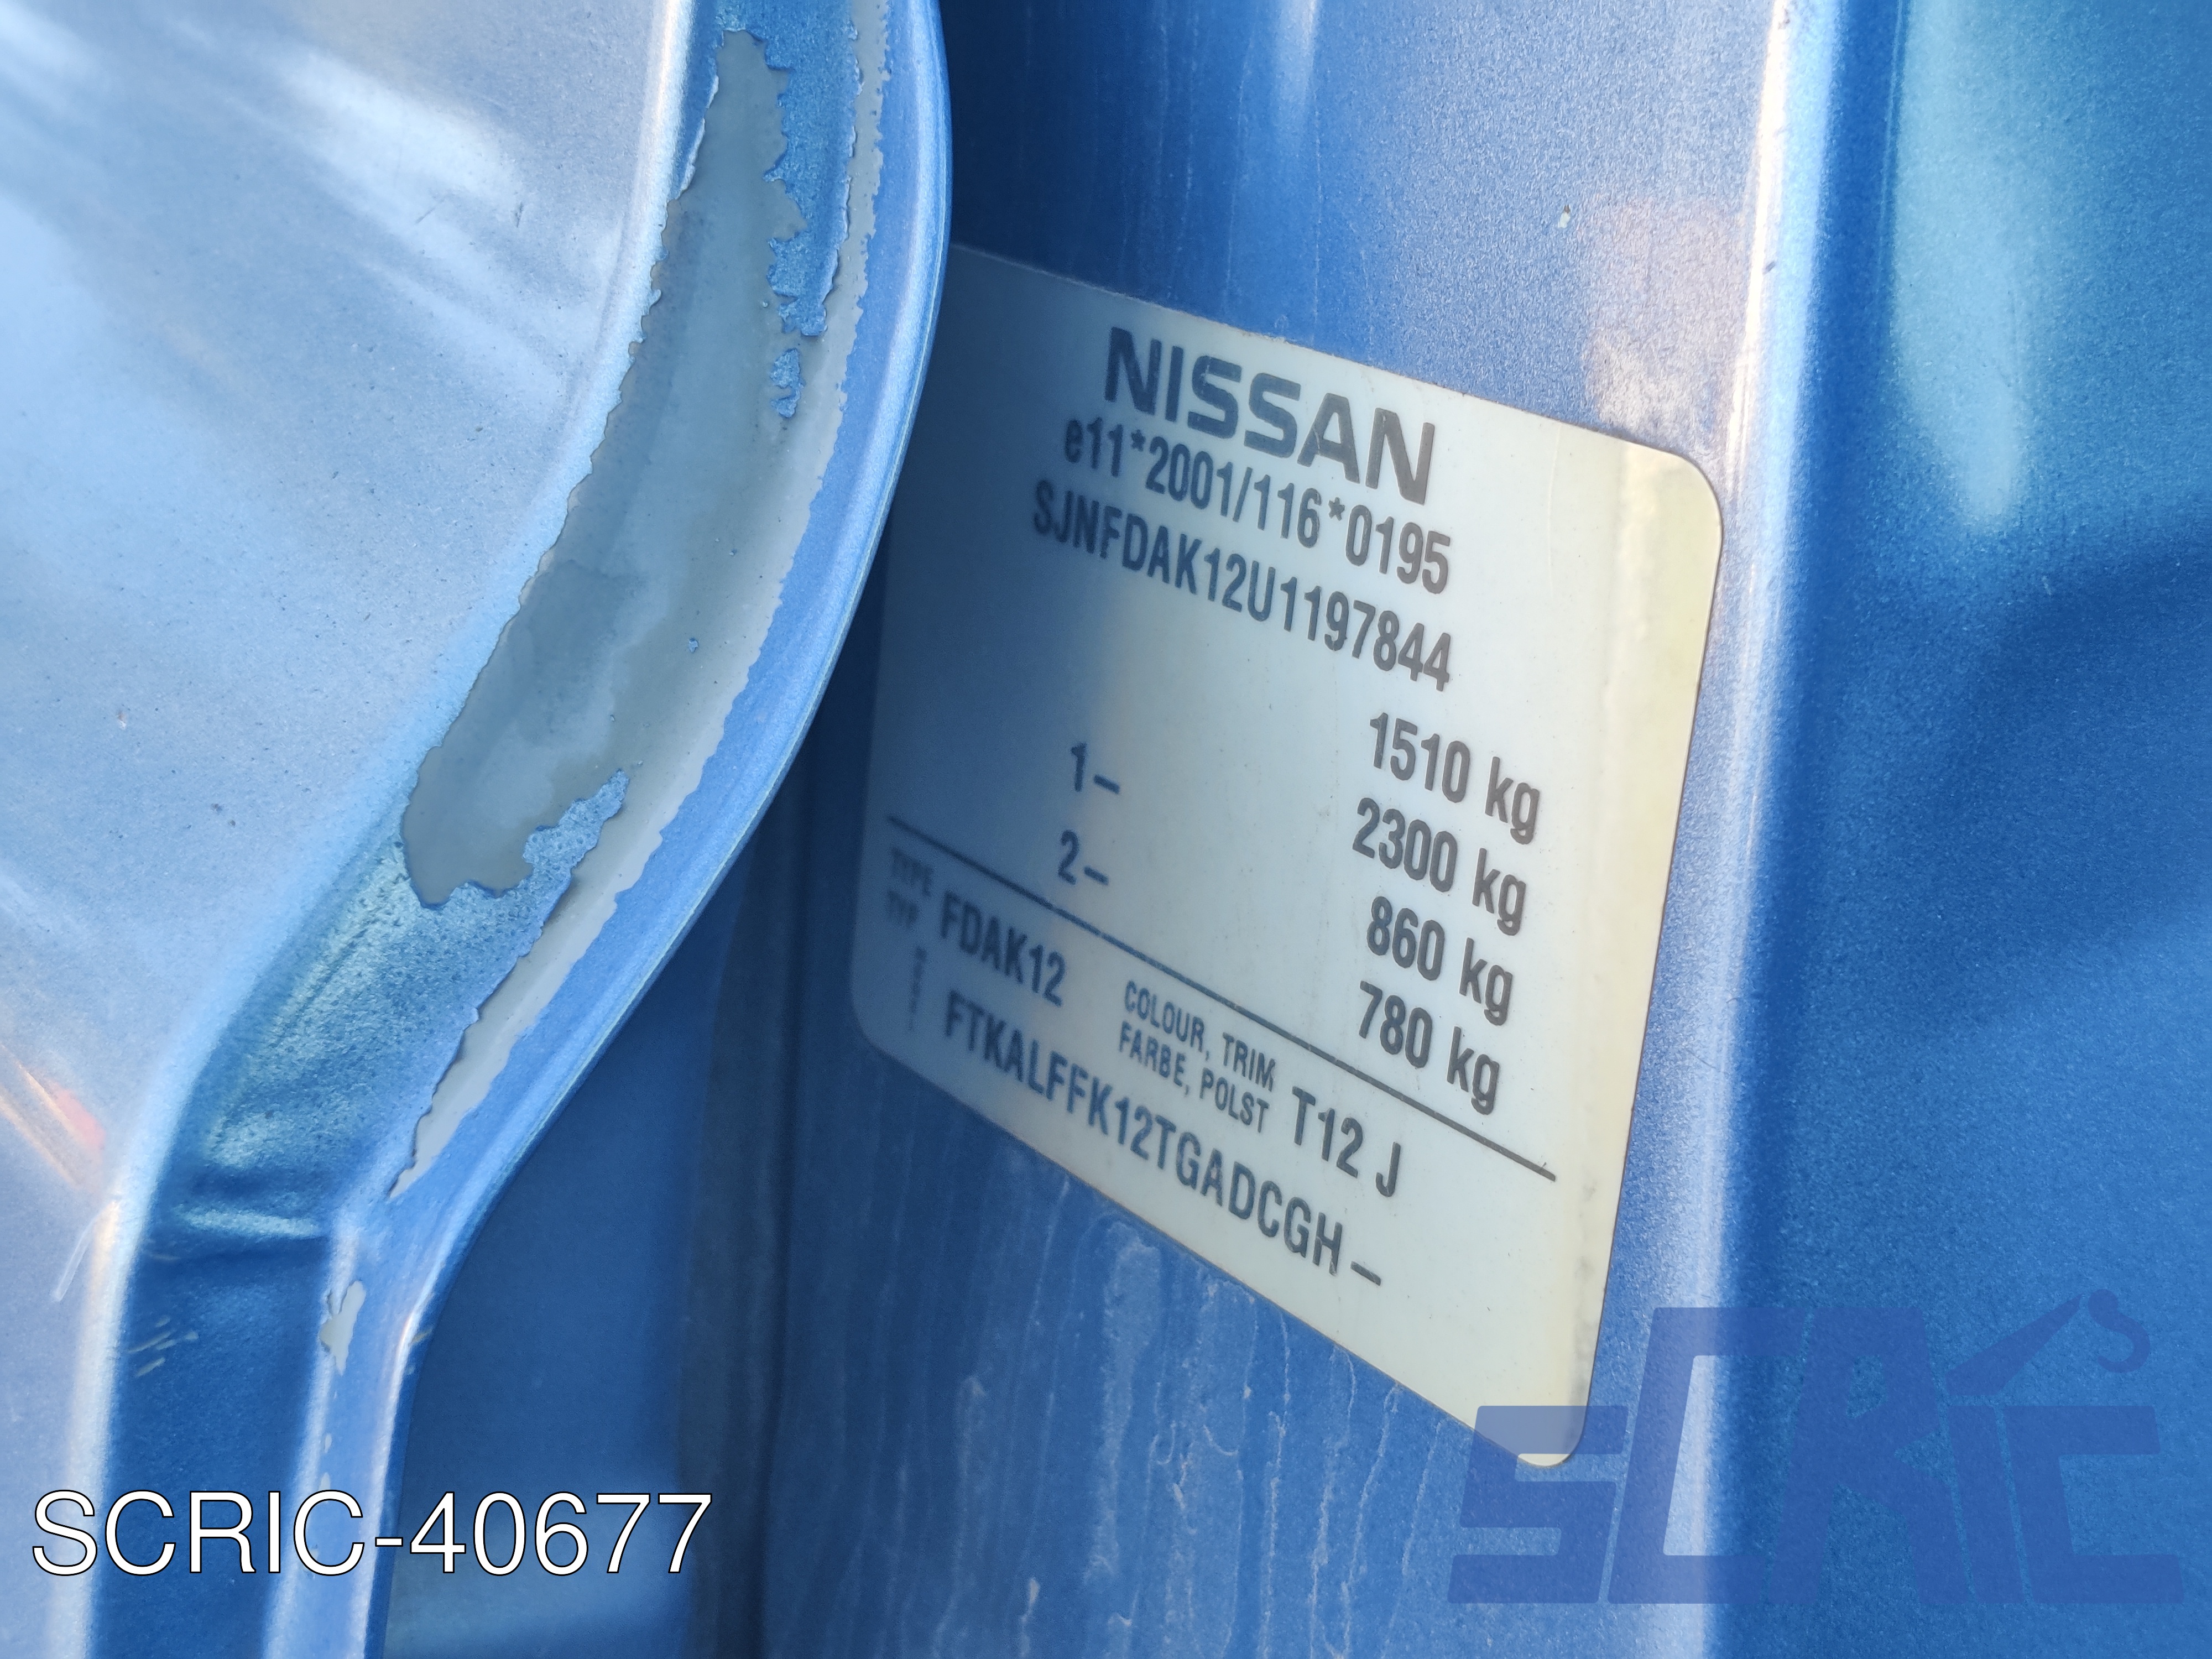 NISSAN
e11*2001/116*0195
SJNFDAK12U1197844
1510 kg
2300 kg
1– 860 kg
2– 780 kg
TYPE
TYP FDAK12 COLOUR, TRIM
FARBE, POLST T12 J
FTKALFFK12TGADCGH–
SCRIC
SCRIC-40677